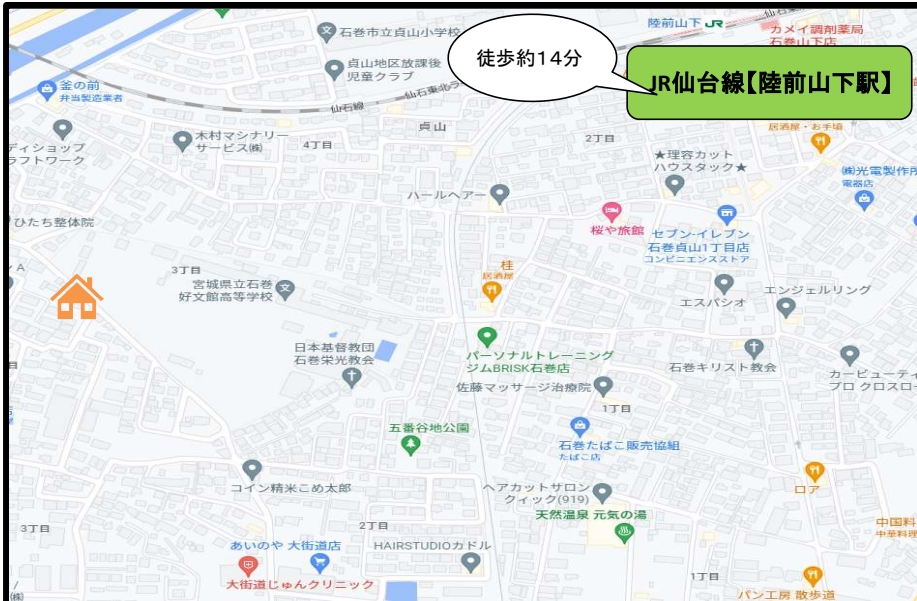 石巻市立貞山小学校
陸前山下 JR
仙石
カメイ調剤薬局
石巻山下店
徒歩約14分
JR仙台線【陸前山下駅】
貞山地区放課後
児童クラブ
仙石東北ラ
仙石線
釜の前
弁当製造業者
ディショップ
ラフトワーク
木村マシナリー
サービス㈱
4丁目
貞山
2丁目
居酒屋・お手頃
★理容カット
ハウスタック★
㈱光電製作所
電器店
ハールヘアー
ひたち整体院
桜や旅館
セブン-イレブン
石巻貞山1丁目店
コンビニエンスストア
ン A
3丁目
宮城県立石巻
好文館高等学校
桂
居酒屋
エスパシオ
エンジェルリング
日本基督教団
石巻栄光教会
パーソナルトレーニング
ジムBRISK石巻店
石巻キリスト教会
カービューティ
プロ クロスロー
佐藤マッサージ治療院
1丁目
五番谷地公園
石巻たばこ販売協組
たばこ店
コイン精米こめ太郎
ヘアカットサロン
クィック(919)
ロア
天然温泉 元気の湯
3丁目
2丁目
中国料
中華料理
あいのや 大街道店
HAIRSTUDIOカドル
大街道じゅんクリニック
1丁目
パン工房 散歩道
㈱